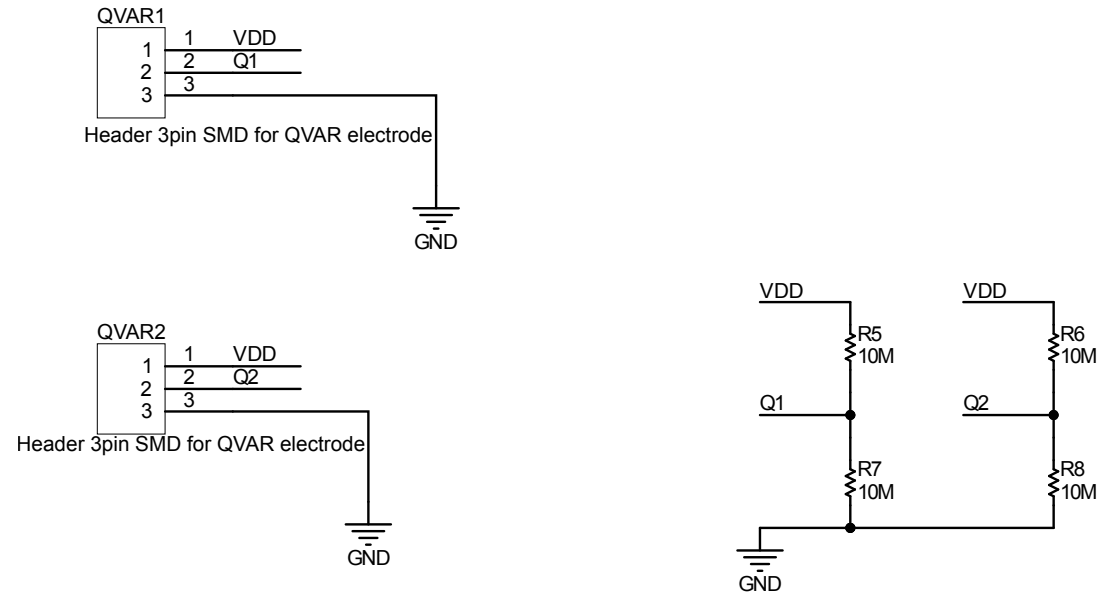 QVAR1
1 1 VDD
2 2 Q1
3 3
Header 3pin SMD for QVAR electrode
GND
QVAR2
1 1 VDD
2 2 Q2
3 3
Header 3pin SMD for QVAR electrode
GND
VDD VDD
R5 R6
10M 10M
Q1 Q2
R7 R8
10M 10M
GND